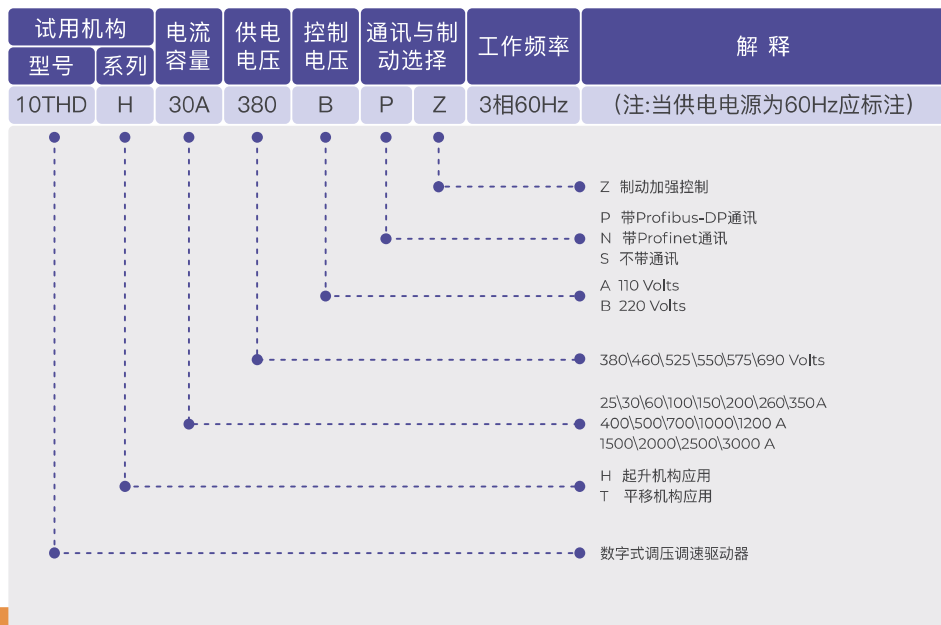 试用机构
电流容量
供电电压
控制电压
通讯与制动选择
工作频率
解 释
型号
系列
10THD H 30A 380 B P Z 3相60Hz (注:当供电电源为60Hz应标注)
Z 制动加强控制
P 带Profibus-DP通讯
N 带Profinet通讯
S 不带通讯
A 110 Volts
B 220 Volts
380\460\525\550\575\690 Volts
25\30\60\100\150\200\260\350A
400\500\700\1000\1200 A
1500\2000\2500\3000 A
H 起升机构应用
T 平移机构应用
数字式调压调速驱动器